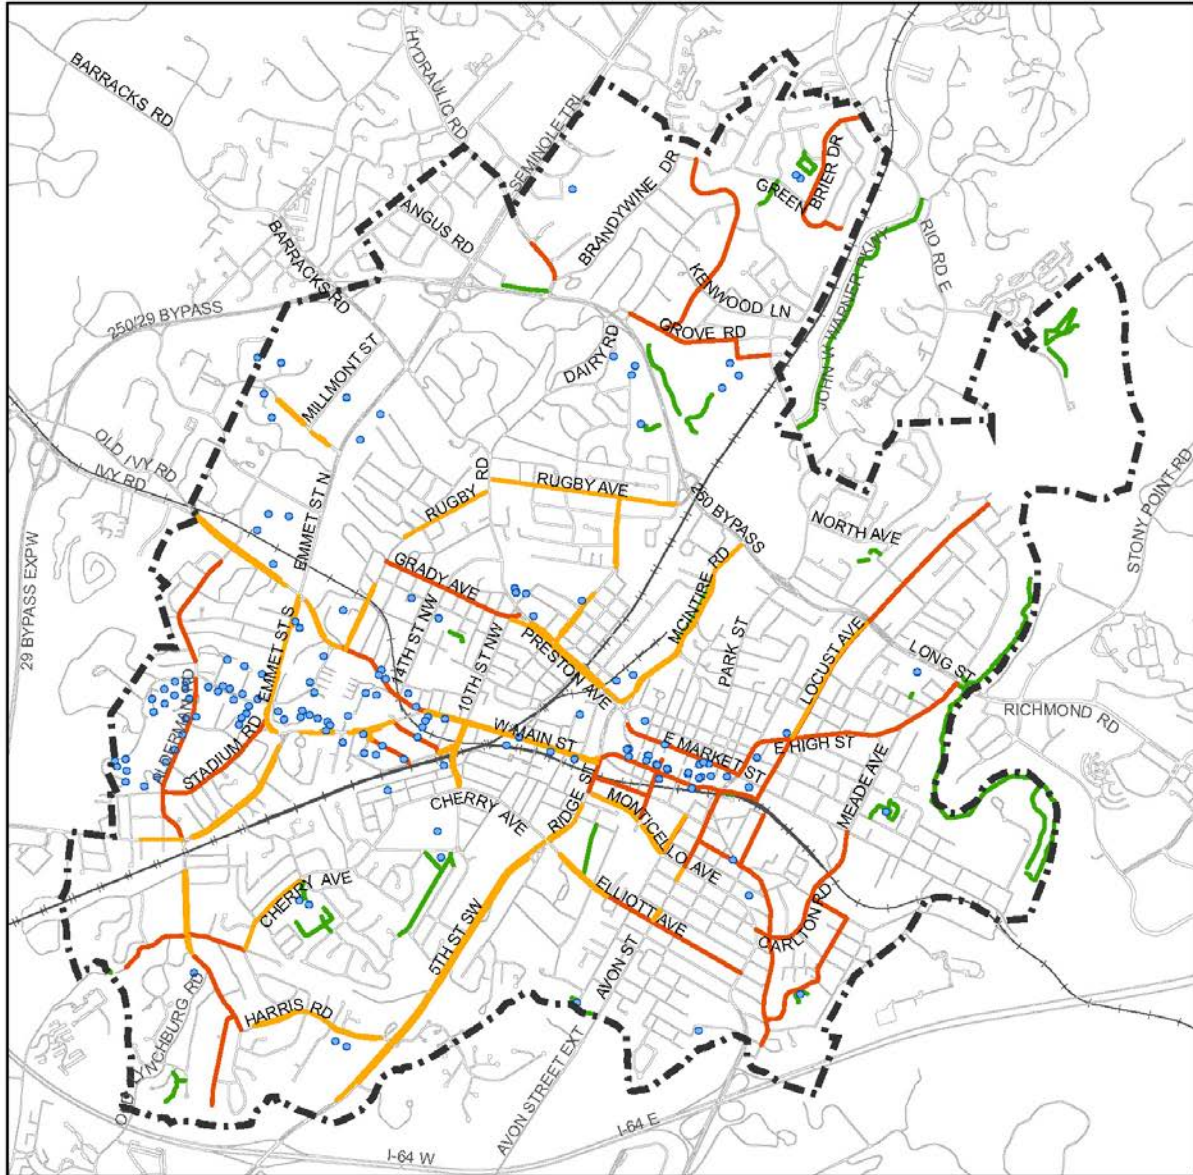 BARRACKS RD
HYDRAULIC RD
SEMINOLE TRL
BRANDYWINE DR
GREEN BRIER DR
ANGUS RD
BARRACKS RD
RIO RD E
KENWOOD LN
JOHN W WARNER PKWY
250/29 BYPASS
GROVE RD
DAIRY RD
MILLMONT ST
OLD IVY RD
IVY RD
EMMET ST N
RUGBY RD
RUGBY AVE
250 BYPASS
NORTH AVE
STONY POINT RD
29 BYPASS EXPW
GRADY AVE
MCINTIRE RD
14TH ST NW
10TH ST NW
PRESTON AVE
PARK ST
LOCUST AVE
LONG ST
EMMET ST S
ALDERMAN RD
STADIUM RD
W MAIN ST
E MARKET ST
E HIGH ST
RICHMOND RD
MEADE AVE
CHERRY AVE
RIDGE ST
MONTICELLO AVE
CHERRY AVE
ELLIOTT AVE
CARLTON RD
5TH ST SW
AVON ST
HARRIS RD
OLD LYNCHBURG RD
AVON STREET EXT
I-64 E
I-64 W